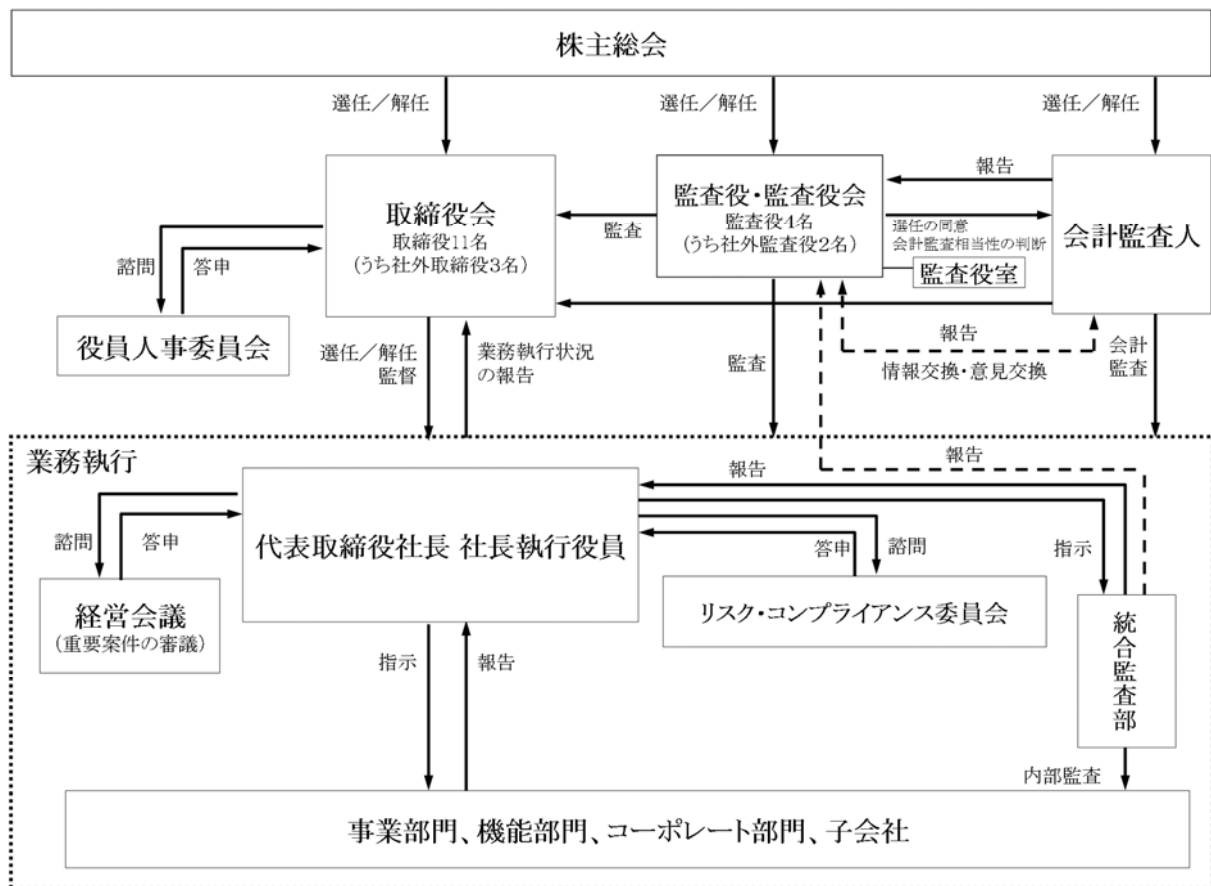 株主総会
選任／解任
選任／解任
選任／解任
取締役会
取締役11名
(うち社外取締役3名)
監査役・監査役会
監査役4名
(うち社外監査役2名)
会計監査人
報告
監査
選任の同意
会計監査相当性の判断
監査役室
諮問
答申
役員人事委員会
選任／解任
監督
業務執行状況
の報告
監査
報告
情報交換・意見交換
会計
監査
業務執行
報告
報告
代表取締役社長 社長執行役員
諮問
答申
経営会議
(重要案件の審議)
答申
諮問
指示
リスク・コンプライアンス委員会
統合監査部
指示
報告
内部監査
事業部門、機能部門、コーポレート部門、子会社